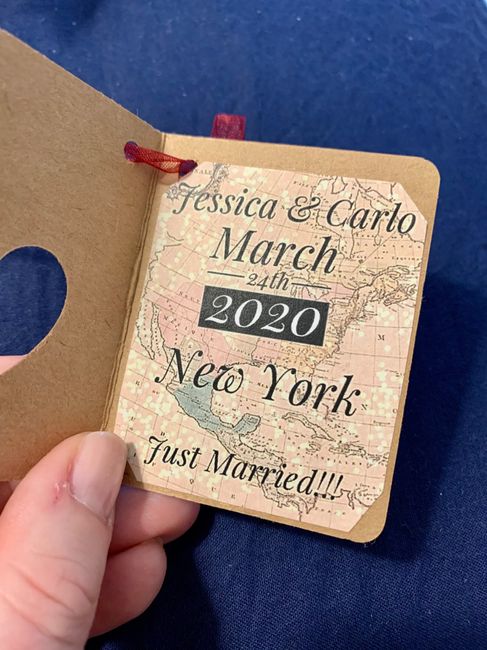 Jessica & Carlo
March
24th
2020
New York
Just Married!!!